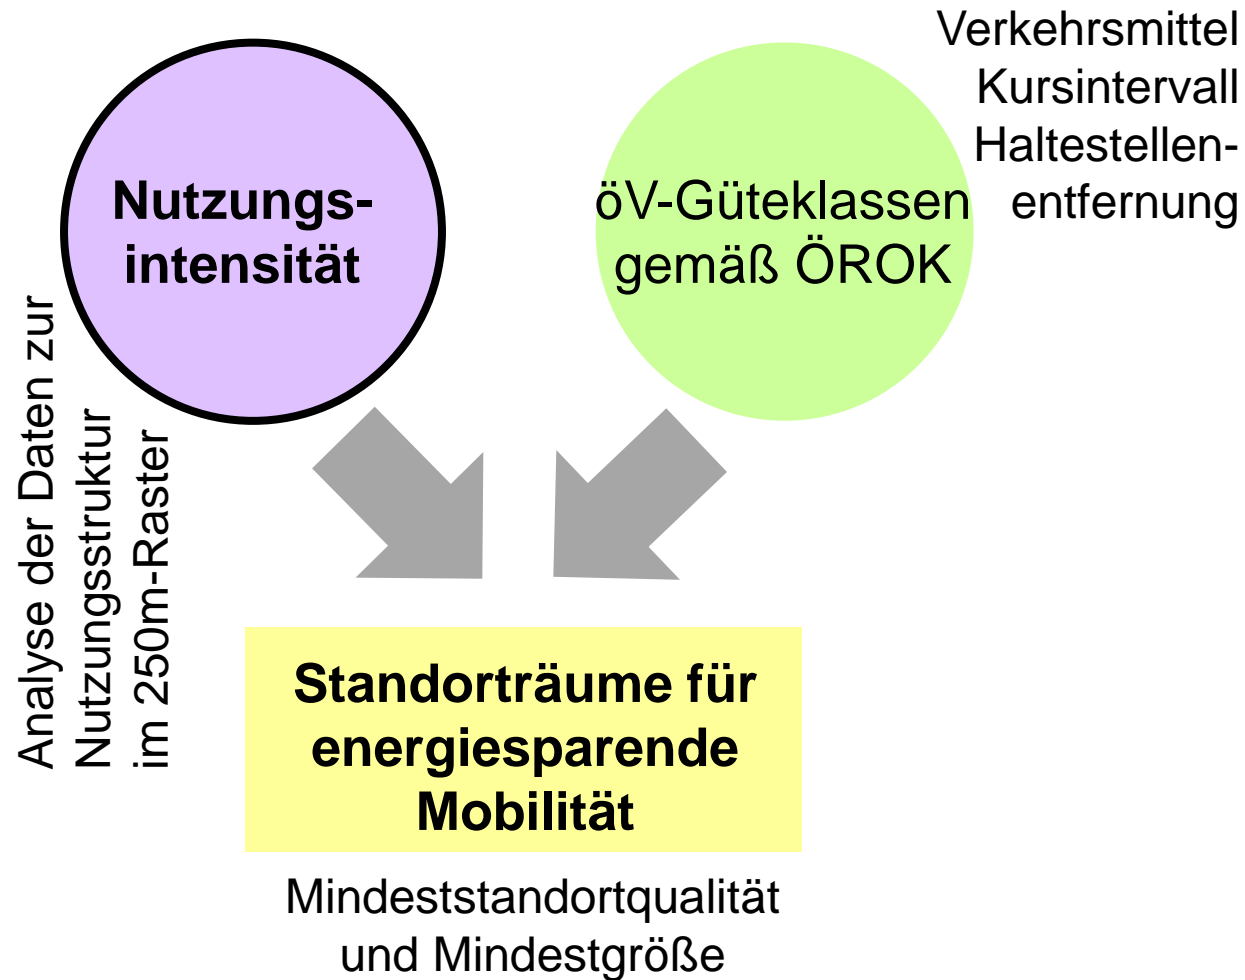 Verkehrsmittel
Kursintervall
Haltestellen-
entfernung
Nutzungs-
intensität
öV-Güteklassen
gemäß ÖROK
Analyse der Daten zur
Nutzungsstruktur
im 250m-Raster
Standorträume für
energiesparende
Mobilität
Mindeststandortqualität
und Mindestgröße